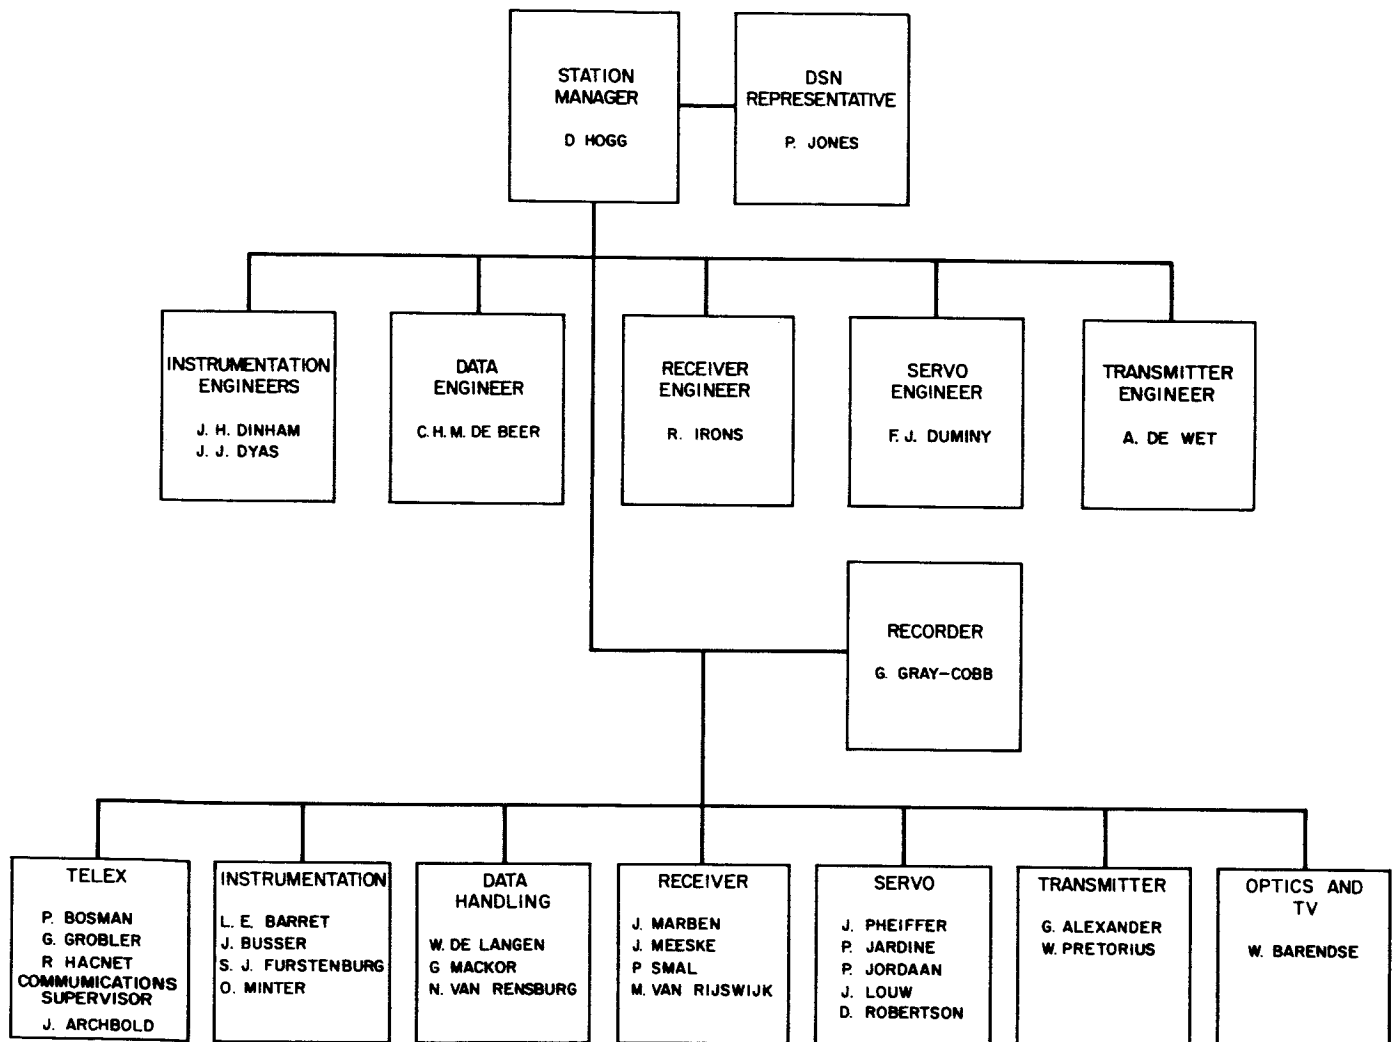 STATION
MANAGER
D HOGG
DSN
REPRESENTATIVE
P. JONES
INSTRUMENTATION
ENGINEERS
J. H. DINHAM
J. J. DYAS
DATA
ENGINEER
C. H. M. DE BEER
RECEIVER
ENGINEER
R. IRONS
SERVO
ENGINEER
F. J. DUMINY
TRANSMITTER
ENGINEER
A. DE WET
RECORDER
G. GRAY-COBB
TELEX
P. BOSMAN
G. GROBLER
R HACNET
COMMUMICATIONS
SUPERVISOR
J. ARCHBOLD
INSTRUMENTATION
L. E. BARRET
J. BUSSER
S. J. FURSTENBURG
O. MINTER
DATA
HANDLING
W. DE LANGEN
G MACKOR
N. VAN RENSBURG
RECEIVER
J. MARBEN
J. MEESKE
P SMAL
M. VAN RIJSWIJK
SERVO
J. PHEIFFER
P. JARDINE
P. JORDAAN
J. LOUW
D. ROBERTSON
TRANSMITTER
G. ALEXANDER
W. PRETORIUS
OPTICS AND
TV
W. BARENDSE